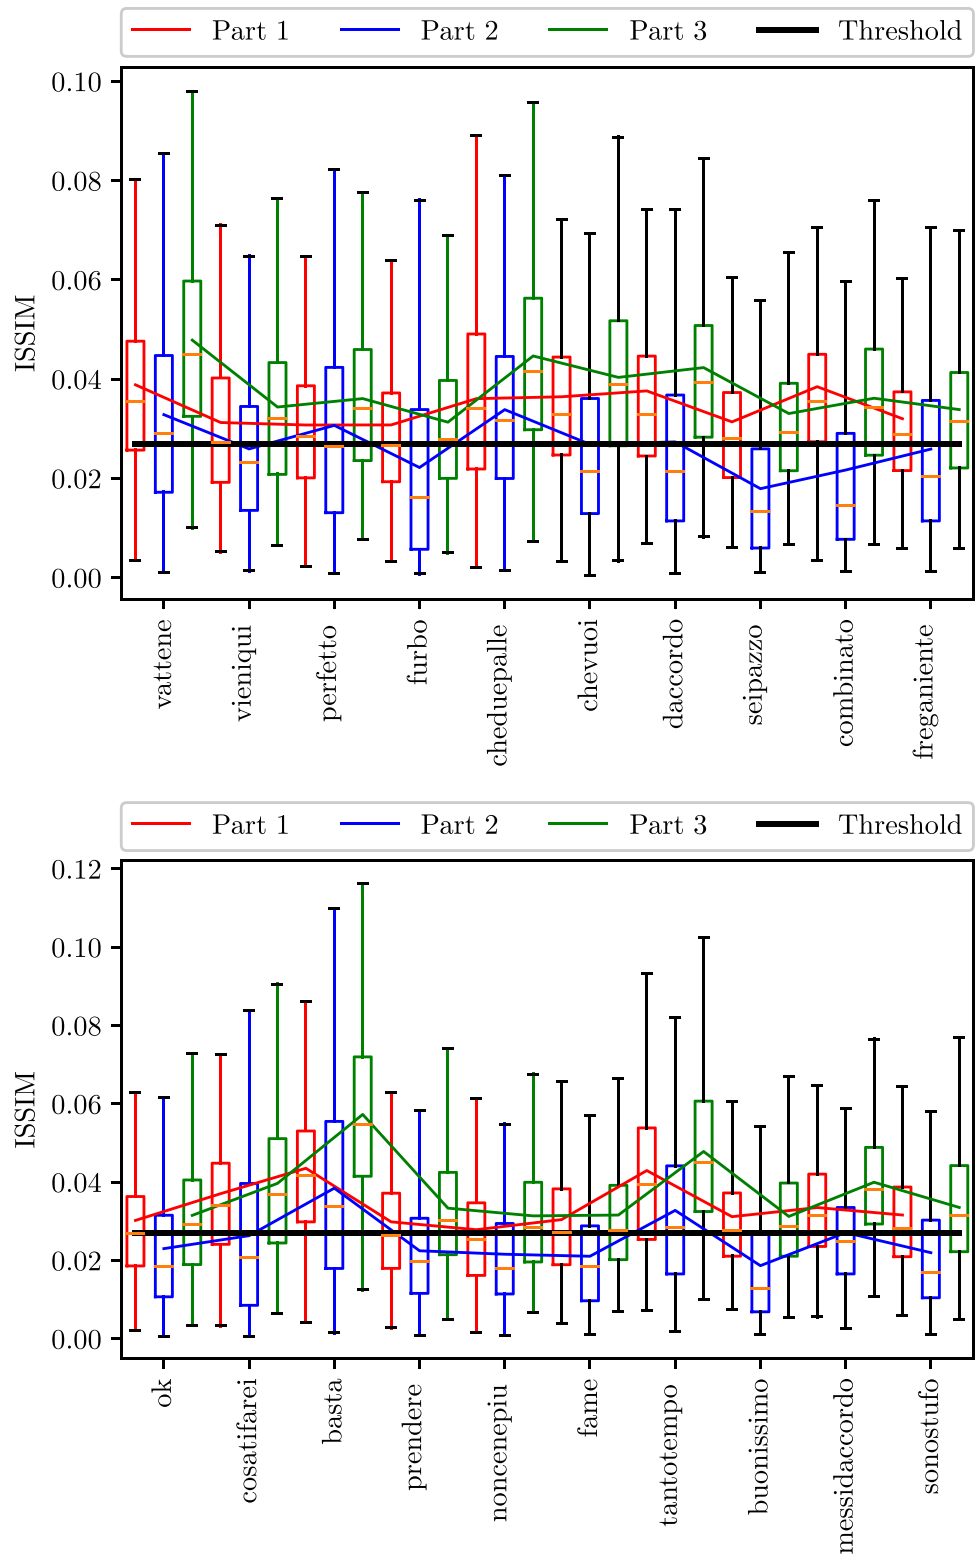 Part 1 Part 2 Part 3 Threshold
0.10
0.08
0.06
0.04
0.02
0.00
ISSIM
vattene
vieniqui
perfetto
furbo
cheduepalle
chevuoi
daccordo
seipazzo
combinato
freganiente
Part 1 Part 2 Part 3 Threshold
0.12
0.10
0.08
0.06
0.04
0.02
0.00
ISSIM
ok
cosatifarei
basta
prendere
noncenepiu
fame
tantotempo
buonissimo
messidaccordo
sonostufo